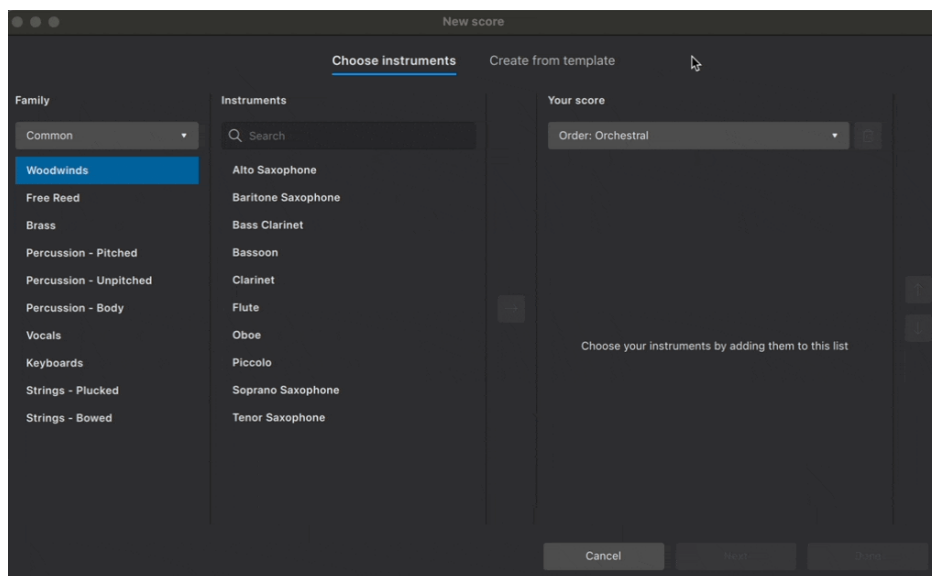 New score
Choose instruments
Create from template
Family
Common
Woodwinds
Free Reed
Brass
Percussion - Pitched
Percussion - Unpitched
Percussion - Body
Vocals
Keyboards
Strings - Plucked
Strings - Bowed
Instruments
Search
Alto Saxophone
Baritone Saxophone
Bass Clarinet
Bassoon
Clarinet
Flute
Oboe
Piccolo
Soprano Saxophone
Tenor Saxophone
Your score
Order: Orchestral
Choose your instruments by adding them to this list
Cancel
Next
Done